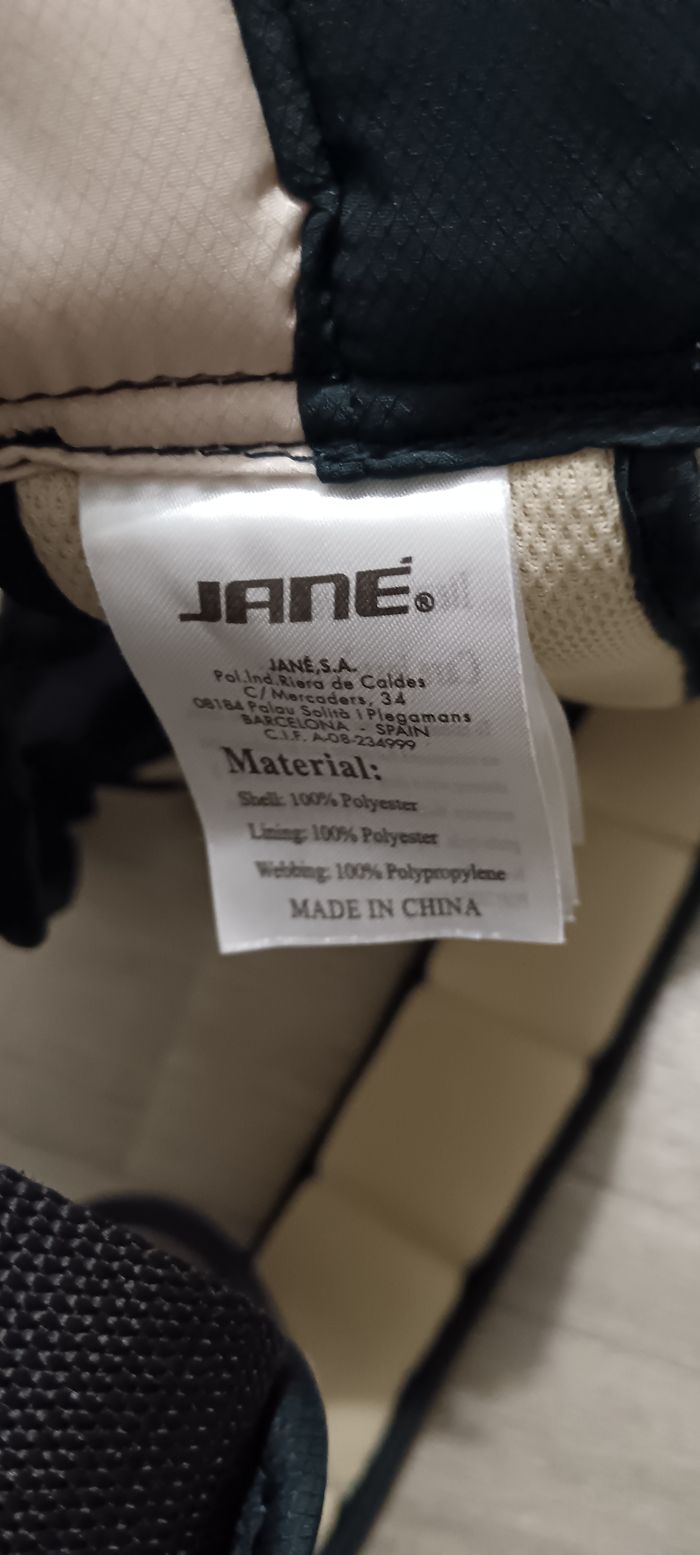 JANÉ®
JANÉ,S.A.
Pol.Ind.Riera de Caldes
C/ Mercaders, 34
08184 Palau Solità i Plegamans
BARCELONA - SPAIN
C.I.F. A-08-234999
Material:
Shell: 100% Polyester
Lining: 100% Polyester
Webbing: 100% Polypropylene
MADE IN CHINA